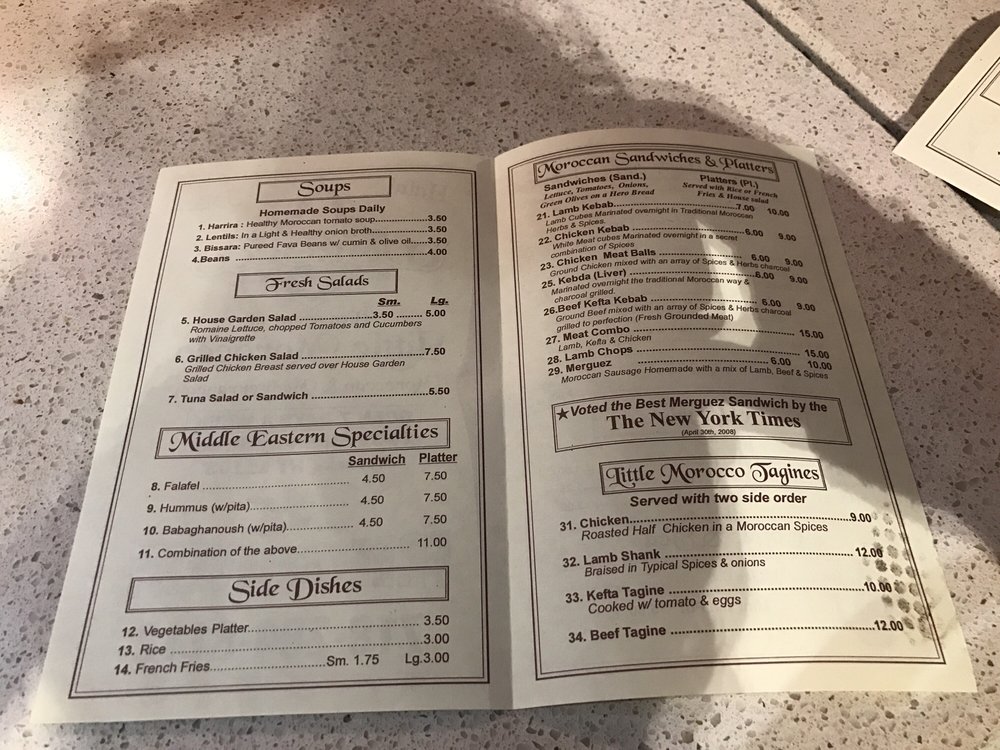 Soups
Homemade Soups Daily
1. Harrira : Healthy Moroccan tomato soup..............3.50
2. Lentils: In a Light & Healthy onion broth..............3.50
3. Bissara: Pureed Fava Beans w/ cumin & olive oil......3.50
4.Beans ..............4.00
Fresh Salads
Sm. Lg.
5. House Garden Salad ..............3.50 ......... 5.00
Romaine Lettuce, chopped Tomatoes and Cucumbers
with Vinaigrette
6. Grilled Chicken Salad ..............7.50
Grilled Chicken Breast served over House Garden
Salad
7. Tuna Salad or Sandwich ..............5.50
Middle Eastern Specialties
Sandwich Platter
8. Falafel .............. 4.50 7.50
9. Hummus (w/pita).............. 4.50 7.50
10. Babaghanoush (w/pita).............. 4.50 7.50
11. Combination of the above.............. 11.00
Side Dishes
12. Vegetables Platter.............. 3.50
13. Rice .............. 3.00
14. French Fries..............Sm. 1.75 Lg.3.00
Moroccan Sandwiches & Platters
Sandwiches (Sand.) Platters (Pl.)
Lettuce, Tomatoes, Onions, Served with Rice or French
Green Olives on a Hero Bread Fries & House salad
21. Lamb Kebab..............7.00 10.00
Lamb Cubes Marinated overnight in Traditional Moroccan
Herbs & Spices.
22. Chicken Kebab ..............6.00 9.00
White Meat cubes Marinated overnight in a secret
combination of Spices
23. Chicken Meat Balls .............. 6.00 9.00
Ground Chicken mixed with an array of Spices & Herbs charcoal
25. Kebda (Liver) ..............6.00 9.00
Marinated overnight the traditional Moroccan way &
charcoal grilled.
26.Beef Kefta Kebab .............. 6.00 9.00
Ground Beef mixed with an array of Spices & Herbs charcoal
grilled to perfection (Fresh Grounded Meat)
27. Meat Combo .............. 15.00
Lamb, Kefta & Chicken
28. Lamb Chops .............. 15.00
29. Merguez ..............6.00 10.00
Moroccan Sausage Homemade with a mix of Lamb, Beef & Spices
★Voted the Best Merguez Sandwich by the
The New York Times
(April 30th, 2008)
Little Morocco Tagines
Served with two side order
31. Chicken..............9.00
Roasted Half Chicken in a Moroccan Spices
32. Lamb Shank .............. 12.00
Braised in Typical Spices & onions
33. Kefta Tagine ..............10.00
Cooked w/ tomato & eggs
34. Beef Tagine ..............12.00